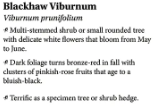 Blackhaw Viburnum
Viburnum prunifolium
# Multi-stemmed shrub or small rounded tree
with delicate white flowers that bloom from May
to June.
# Dark foliage turns bronze-red in fall with
clusters of pinkish-rose fruits that age to a
bluish-black.
# Terrific as a specimen tree or shrub hedge.